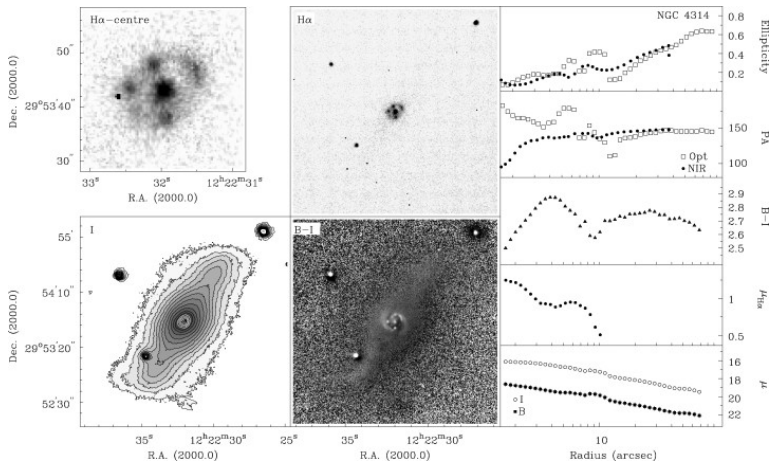 Hα-centre
50"
29°53'40"
30"
33ˢ
32ˢ
12ʰ22ᵐ31ˢ
R.A. (2000.0)
Dec. (2000.0)
Hα
NGC 4314
0.8
0.6
0.4
0.2
Ellipticity
150
100
PA
Opt
NIR
2.9
2.8
2.7
2.6
2.5
B-I
1
0.5
μHα
16
18
20
22
μ
I
B
10
Radius (arcsec)
I
55'
54'10"
29°53'20"
52'30"
Dec. (2000.0)
35ˢ
12ʰ22ᵐ30ˢ
25ˢ
R.A. (2000.0)
B-I
35ˢ
12ʰ22ᵐ30ˢ
R.A. (2000.0)